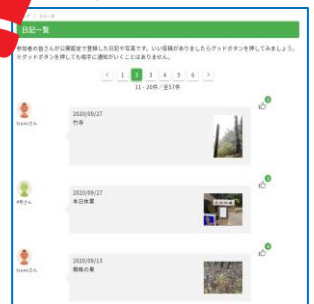 日記一覧
参加者の皆さんが公開設定で登録した日記や写真です。いい投稿がありましたらグッドボタンを押してみましょう。
※グッドボタンを押しても相手に通知がいくことはありません。
< 1 2 3 4 5 6 >
11 - 20件／全57件
2020/09/27
竹寺
2020/09/27
本日休業
2020/09/13